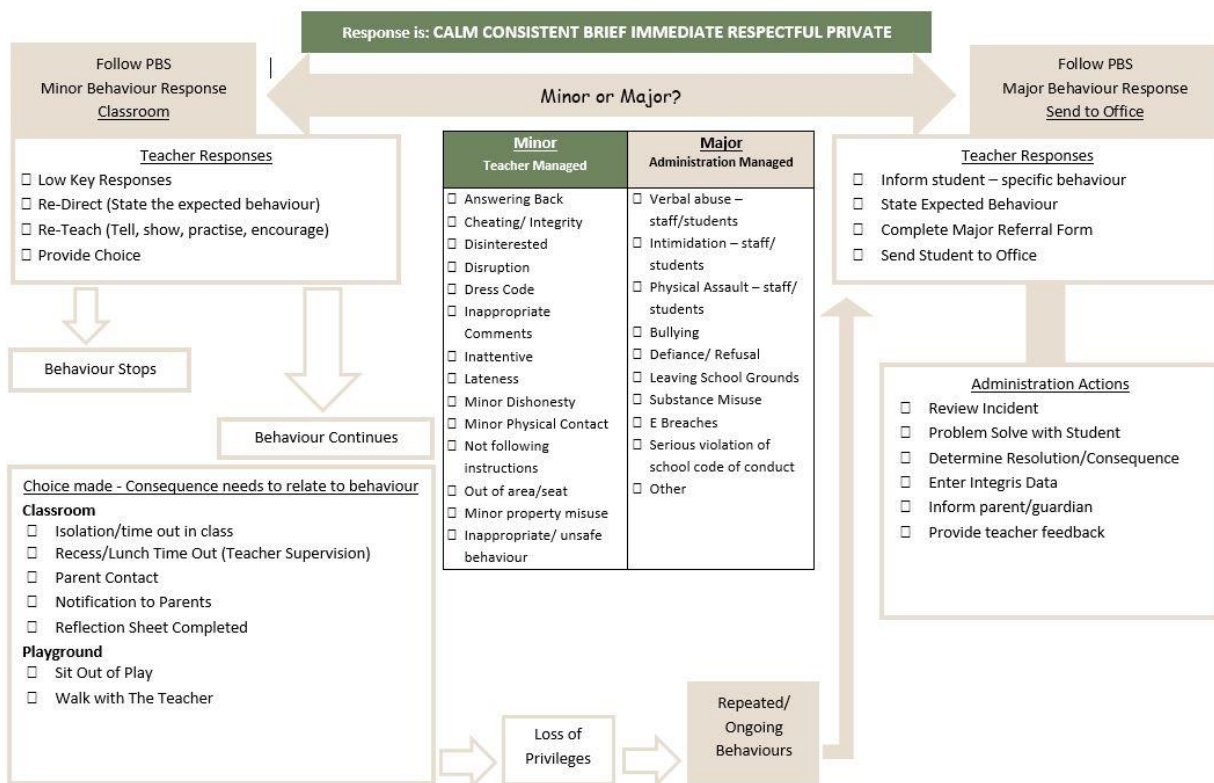 Response is: CALM CONSISTENT BRIEF IMMEDIATE RESPECTFUL PRIVATE
Follow PBS
Minor Behaviour Response
Classroom
Minor or Major?
Follow PBS
Major Behaviour Response
Send to Office
Teacher Responses
☐ Low Key Responses
☐ Re-Direct (State the expected behaviour)
☐ Re-Teach (Tell, show, practise, encourage)
☐ Provide Choice
Behaviour Stops
Behaviour Continues
Choice made - Consequence needs to relate to behaviour
Classroom
☐ Isolation/time out in class
☐ Recess/Lunch Time Out (Teacher Supervision)
☐ Parent Contact
☐ Notification to Parents
☐ Reflection Sheet Completed
Playground
☐ Sit Out of Play
☐ Walk with The Teacher
Minor
Teacher Managed
☐ Answering Back
☐ Cheating/ Integrity
☐ Disinterested
☐ Disruption
☐ Dress Code
☐ Inappropriate
Comments
☐ Inattentive
☐ Lateness
☐ Minor Dishonesty
☐ Minor Physical Contact
☐ Not following
instructions
☐ Out of area/seat
☐ Minor property misuse
☐ Inappropriate/ unsafe
behaviour
Major
Administration Managed
☐ Verbal abuse –
staff/students
☐ Intimidation – staff/
students
☐ Physical Assault – staff/
students
☐ Bullying
☐ Defiance/ Refusal
☐ Leaving School Grounds
☐ Substance Misuse
☐ E Breaches
☐ Serious violation of
school code of conduct
☐ Other
Loss of
Privileges
Repeated/
Ongoing
Behaviours
Teacher Responses
☐ Inform student – specific behaviour
☐ State Expected Behaviour
☐ Complete Major Referral Form
☐ Send Student to Office
Administration Actions
☐ Review Incident
☐ Problem Solve with Student
☐ Determine Resolution/Consequence
☐ Enter Integris Data
☐ Inform parent/guardian
☐ Provide teacher feedback